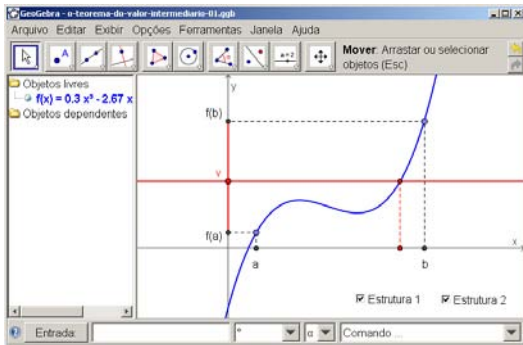 GeoGebra - o-teorema-do-valor-intermediario-01.ggb
Arquivo Editar Exibir Opções Ferramentas Janela Ajuda
A
a=2
Mover: Arrastar ou selecionar
objetos (Esc)
Objetos livres
f(x) = 0.3 x³ - 2.67 x
Objetos dependentes
y
f(b)
v
f(a)
a
b
x
Estrutura 1
Estrutura 2
Entrada:
°
α
Comando ...